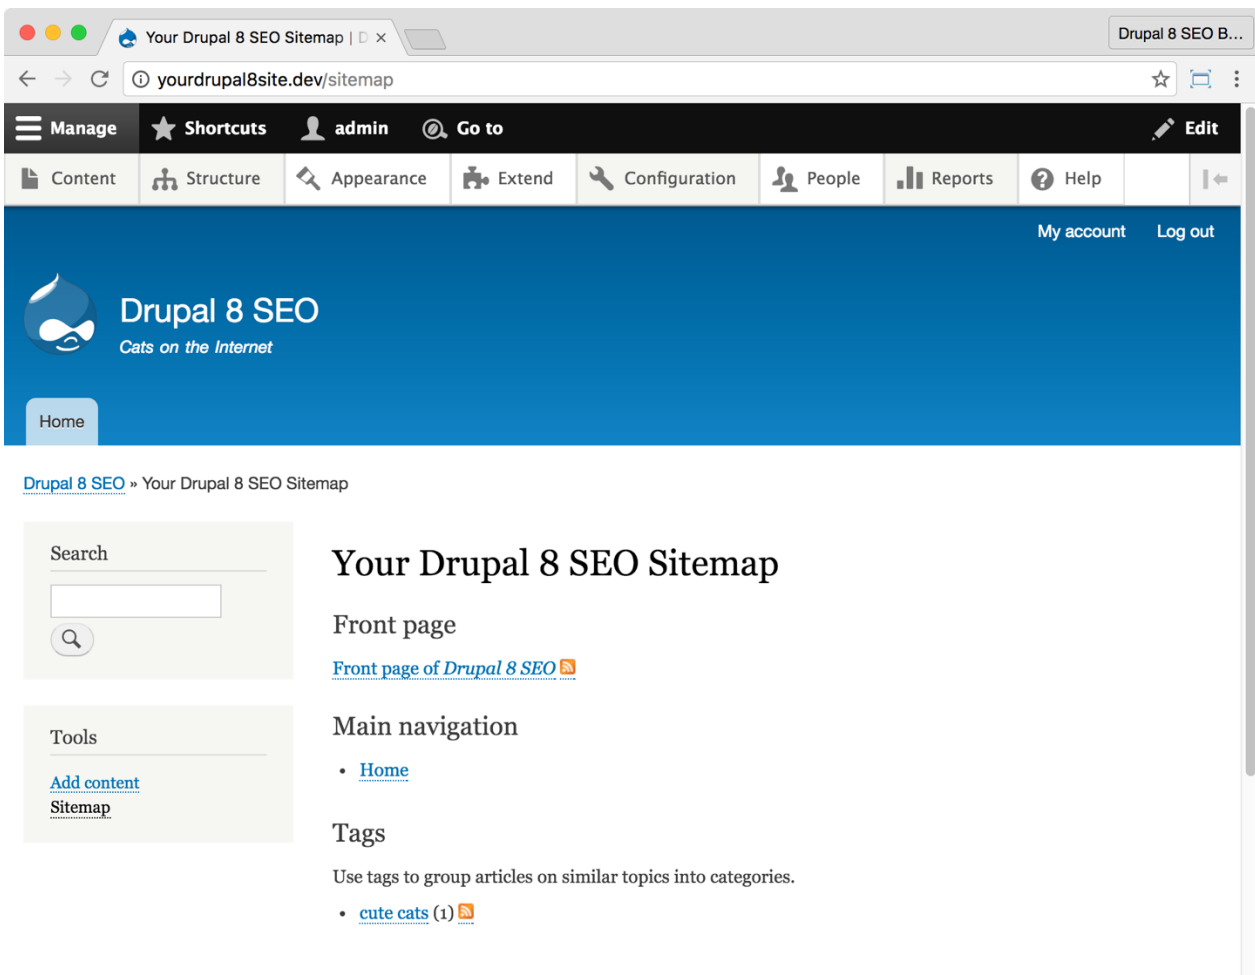 Your Drupal 8 SEO Sitemap | D
Drupal 8 SEO B...
yourdrupal8site.dev/sitemap
Manage Shortcuts admin Go to Edit
Content Structure Appearance Extend Configuration People Reports Help
My account Log out
Drupal 8 SEO
Cats on the Internet
Home
Drupal 8 SEO » Your Drupal 8 SEO Sitemap
Search
Tools
Add content
Sitemap
Your Drupal 8 SEO Sitemap
Front page
Front page of Drupal 8 SEO
Main navigation
• Home
Tags
Use tags to group articles on similar topics into categories.
• cute cats (1)